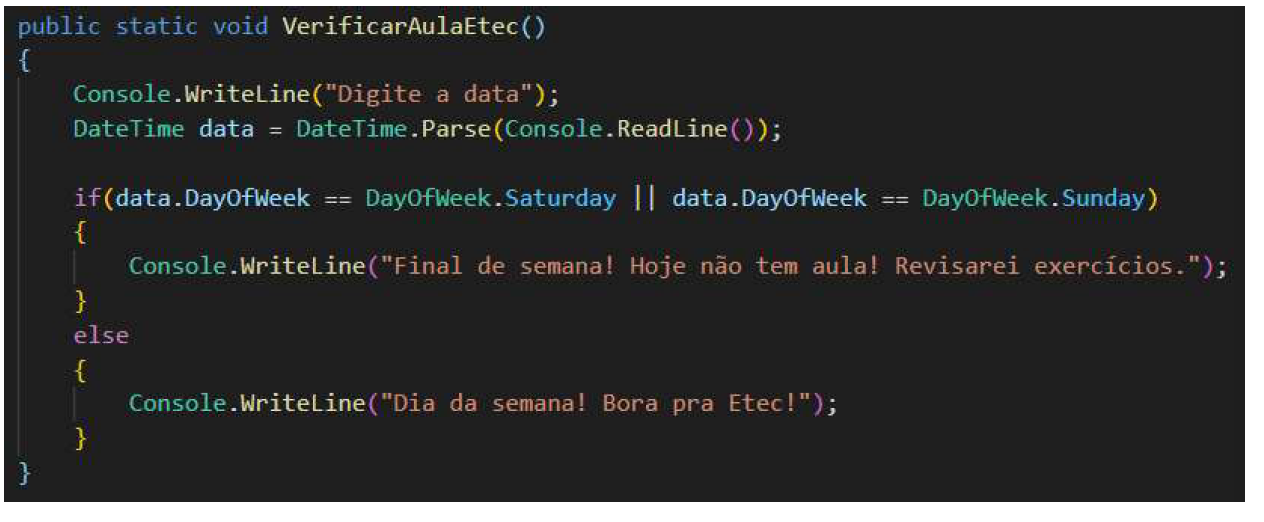 public static void VerificarAulaEtec()
{
Console.WriteLine("Digite a data");
DateTime data = DateTime.Parse(Console.ReadLine());
if(data.DayOfWeek == DayOfWeek.Saturday || data.DayOfWeek == DayOfWeek.Sunday)
{
Console.WriteLine("Final de semana! Hoje não tem aula! Revisarei exercícios.");
}
else
{
Console.WriteLine("Dia da semana! Bora pra Etec!");
}
}